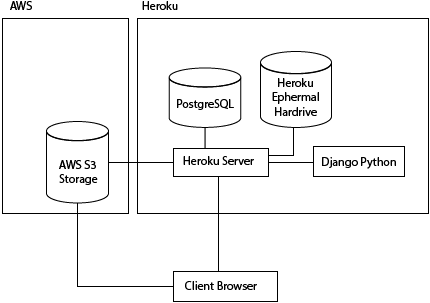 AWS
Heroku
PostgreSQL
Heroku
Ephermal
Hardrive
AWS S3
Storage
Heroku Server
Django Python
Client Browser